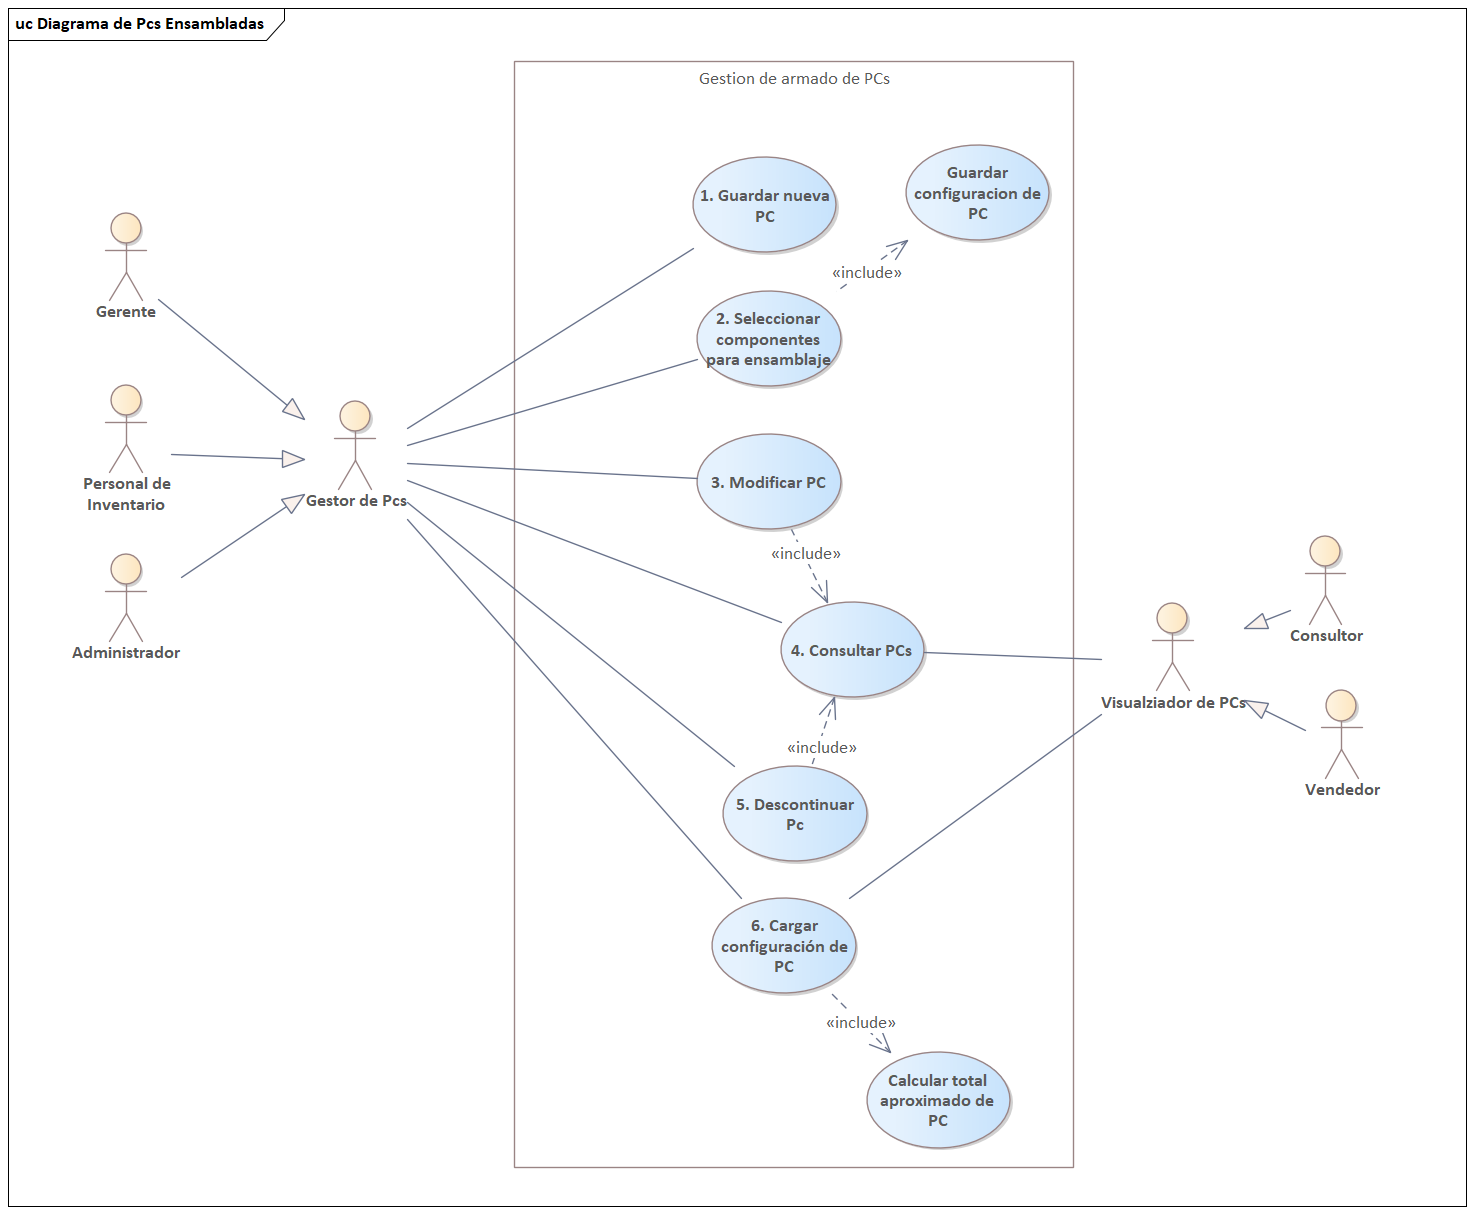 uc Diagrama de Pcs Ensambladas
Gestion de armado de PCs
1. Guardar nueva
PC
Guardar
configuracion de
PC
«include»
2. Seleccionar
componentes
para ensamblaje
3. Modificar PC
«include»
4. Consultar PCs
«include»
5. Descontinuar
Pc
6. Cargar
configuración de
PC
«include»
Calcular total
aproximado de
PC
Gerente
Personal de
Inventario
Administrador
Gestor de Pcs
Visualziador de PCs
Consultor
Vendedor